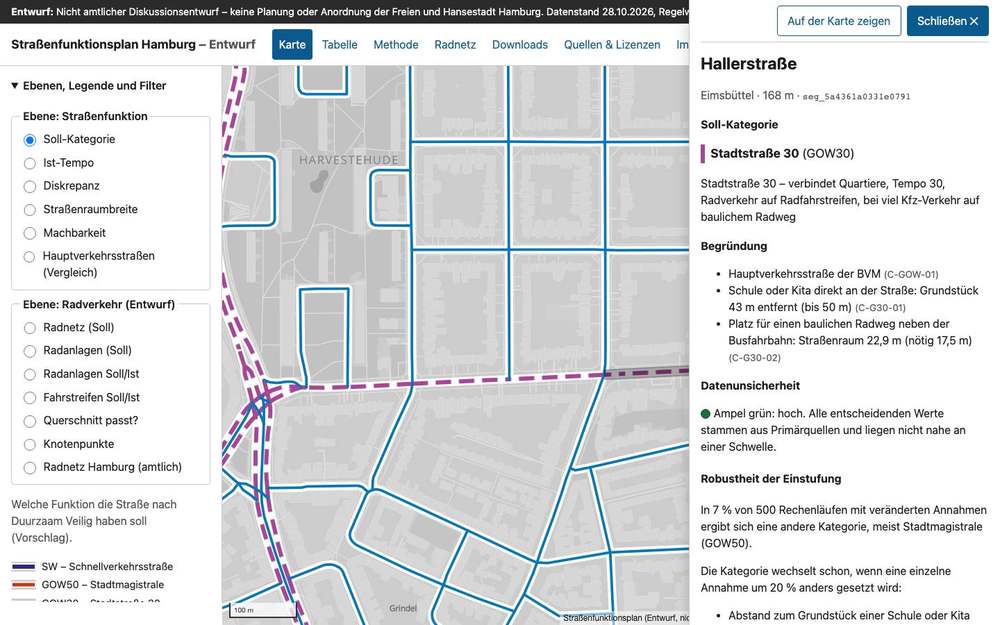 Entwurf: Nicht amtlicher Diskussionsentwurf – keine Planung oder Anordnung der Freien und Hansestadt Hamburg. Datenstand 28.10.2026, Regelw
Straßenfunktionsplan Hamburg – Entwurf
Karte
Tabelle
Methode
Radnetz
Downloads
Quellen & Lizenzen
Im
▼ Ebenen, Legende und Filter
Ebene: Straßenfunktion
Soll-Kategorie
Ist-Tempo
Diskrepanz
Straßenraumbreite
Machbarkeit
Hauptverkehrsstraßen
(Vergleich)
Ebene: Radverkehr (Entwurf)
Radnetz (Soll)
Radanlagen (Soll)
Radanlagen Soll/Ist
Fahrstreifen Soll/Ist
Querschnitt passt?
Knotenpunkte
Radnetz Hamburg (amtlich)
Welche Funktion die Straße nach
Duurzaam Veilig haben soll
(Vorschlag).
SW – Schnellverkehrsstraße
GOW50 – Stadtmagistrale
HARVESTEHUDE
Grindel
100 m
Straßenfunktionsplan (Entwurf, nic
Auf der Karte zeigen
Schließen ✕
Hallerstraße
Eimsbüttel · 168 m · seg_5a4361a0331e0791
Soll-Kategorie
Stadtstraße 30 (GOW30)
Stadtstraße 30 – verbindet Quartiere, Tempo 30,
Radverkehr auf Radfahrstreifen, bei viel Kfz-Verkehr auf
baulichem Radweg
Begründung
• Hauptverkehrsstraße der BVM (C-GOW-01)
• Schule oder Kita direkt an der Straße: Grundstück
43 m entfernt (bis 50 m) (C-G30-01)
• Platz für einen baulichen Radweg neben der
Busfahrbahn: Straßenraum 22,9 m (nötig 17,5 m)
(C-G30-02)
Datenunsicherheit
Ampel grün: hoch. Alle entscheidenden Werte
stammen aus Primärquellen und liegen nicht nahe an
einer Schwelle.
Robustheit der Einstufung
In 7 % von 500 Rechenläufen mit veränderten Annahmen
ergibt sich eine andere Kategorie, meist Stadtmagistrale
(GOW50).
Die Kategorie wechselt schon, wenn eine einzelne
Annahme um 20 % anders gesetzt wird:
• Abstand zum Grundstück einer Schule oder Kita